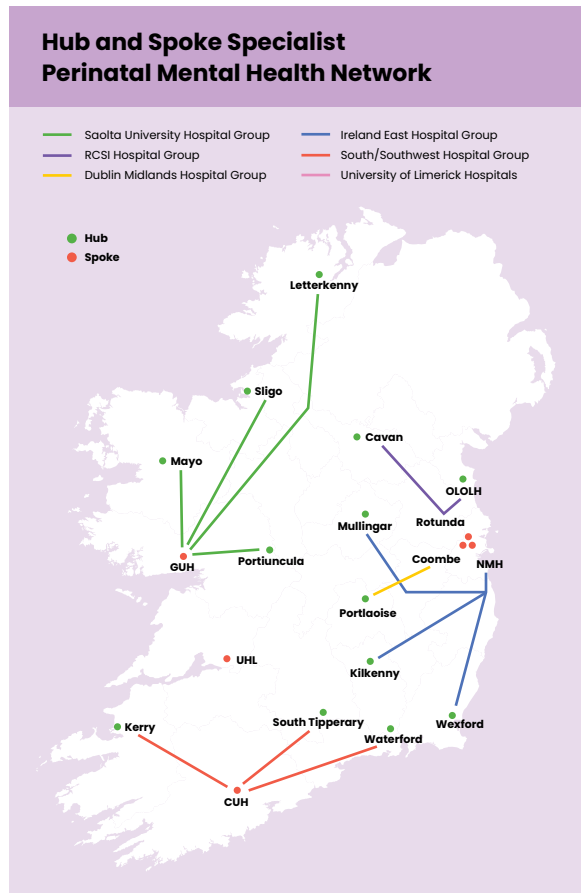 Hub and Spoke Specialist
Perinatal Mental Health Network
Saolta University Hospital Group
Ireland East Hospital Group
RCSI Hospital Group
South/Southwest Hospital Group
Dublin Midlands Hospital Group
University of Limerick Hospitals
Hub
Spoke
Letterkenny
Sligo
Cavan
Mayo
OLOLH
Rotunda
Mullingar
Coombe
NMH
Portiuncula
GUH
Portlaoise
UHL
Kilkenny
South Tipperary
Wexford
Kerry
Waterford
CUH